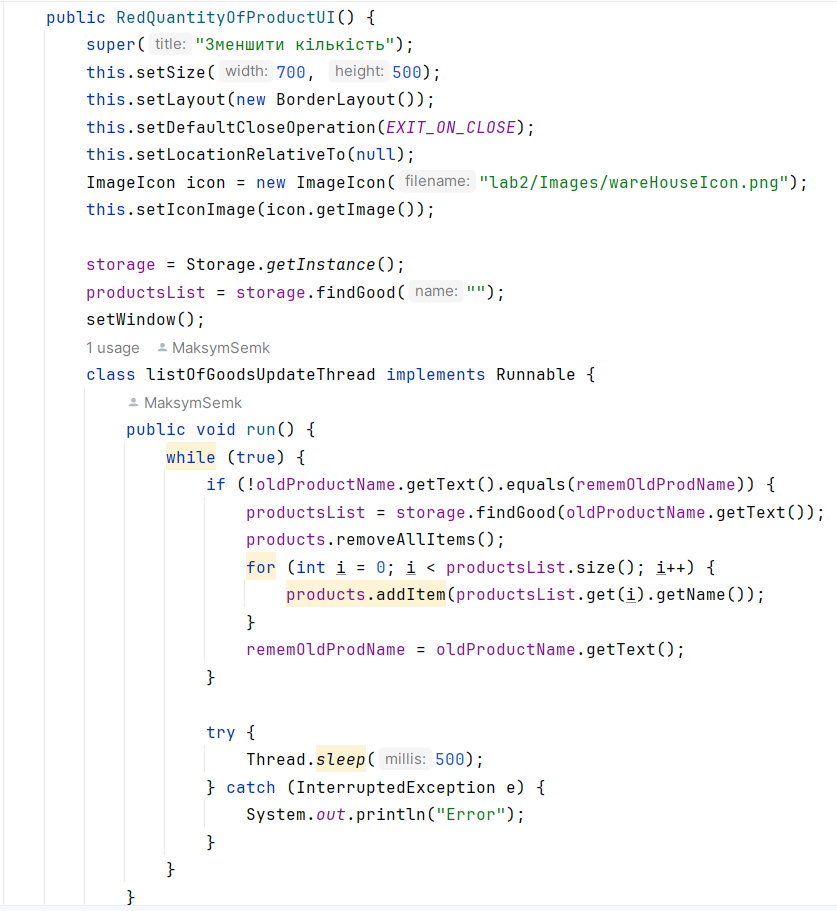 public RedQuantityOfProductUI() {
super( title: "Зменшити кількість");
this.setSize( width: 700, height: 500);
this.setLayout(new BorderLayout());
this.setDefaultCloseOperation(EXIT_ON_CLOSE);
this.setLocationRelativeTo(null);
ImageIcon icon = new ImageIcon( filename: "lab2/Images/wareHouseIcon.png");
this.setIconImage(icon.getImage());
storage = Storage.getInstance();
productsList = storage.findGood( name: "");
setWindow();
1 usage MaksymSemk
class listOfGoodsUpdateThread implements Runnable {
MaksymSemk
public void run() {
while (true) {
if (!oldProductName.getText().equals(rememOldProdName)) {
productsList = storage.findGood(oldProductName.getText());
products.removeAllItems();
for (int i = 0; i < productsList.size(); i++) {
products.addItem(productsList.get(i).getName());
}
rememOldProdName = oldProductName.getText();
}
try {
Thread.sleep( millis: 500);
} catch (InterruptedException e) {
System.out.println("Error");
}
}
}